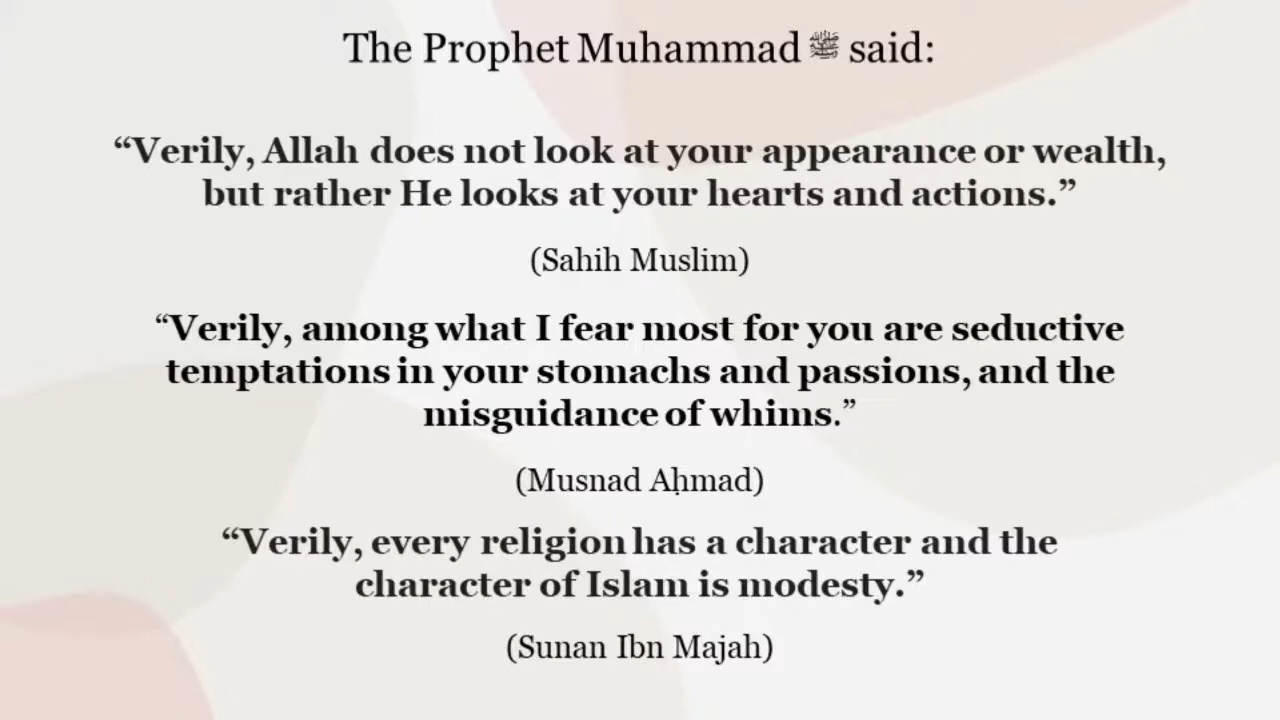 The Prophet Muhammad ﷺ said:
“Verily, Allah does not look at your appearance or wealth,
but rather He looks at your hearts and actions.”
(Sahih Muslim)
“Verily, among what I fear most for you are seductive
temptations in your stomachs and passions, and the
misguidance of whims.”
(Musnad Aḥmad)
“Verily, every religion has a character and the
character of Islam is modesty.”
(Sunan Ibn Majah)